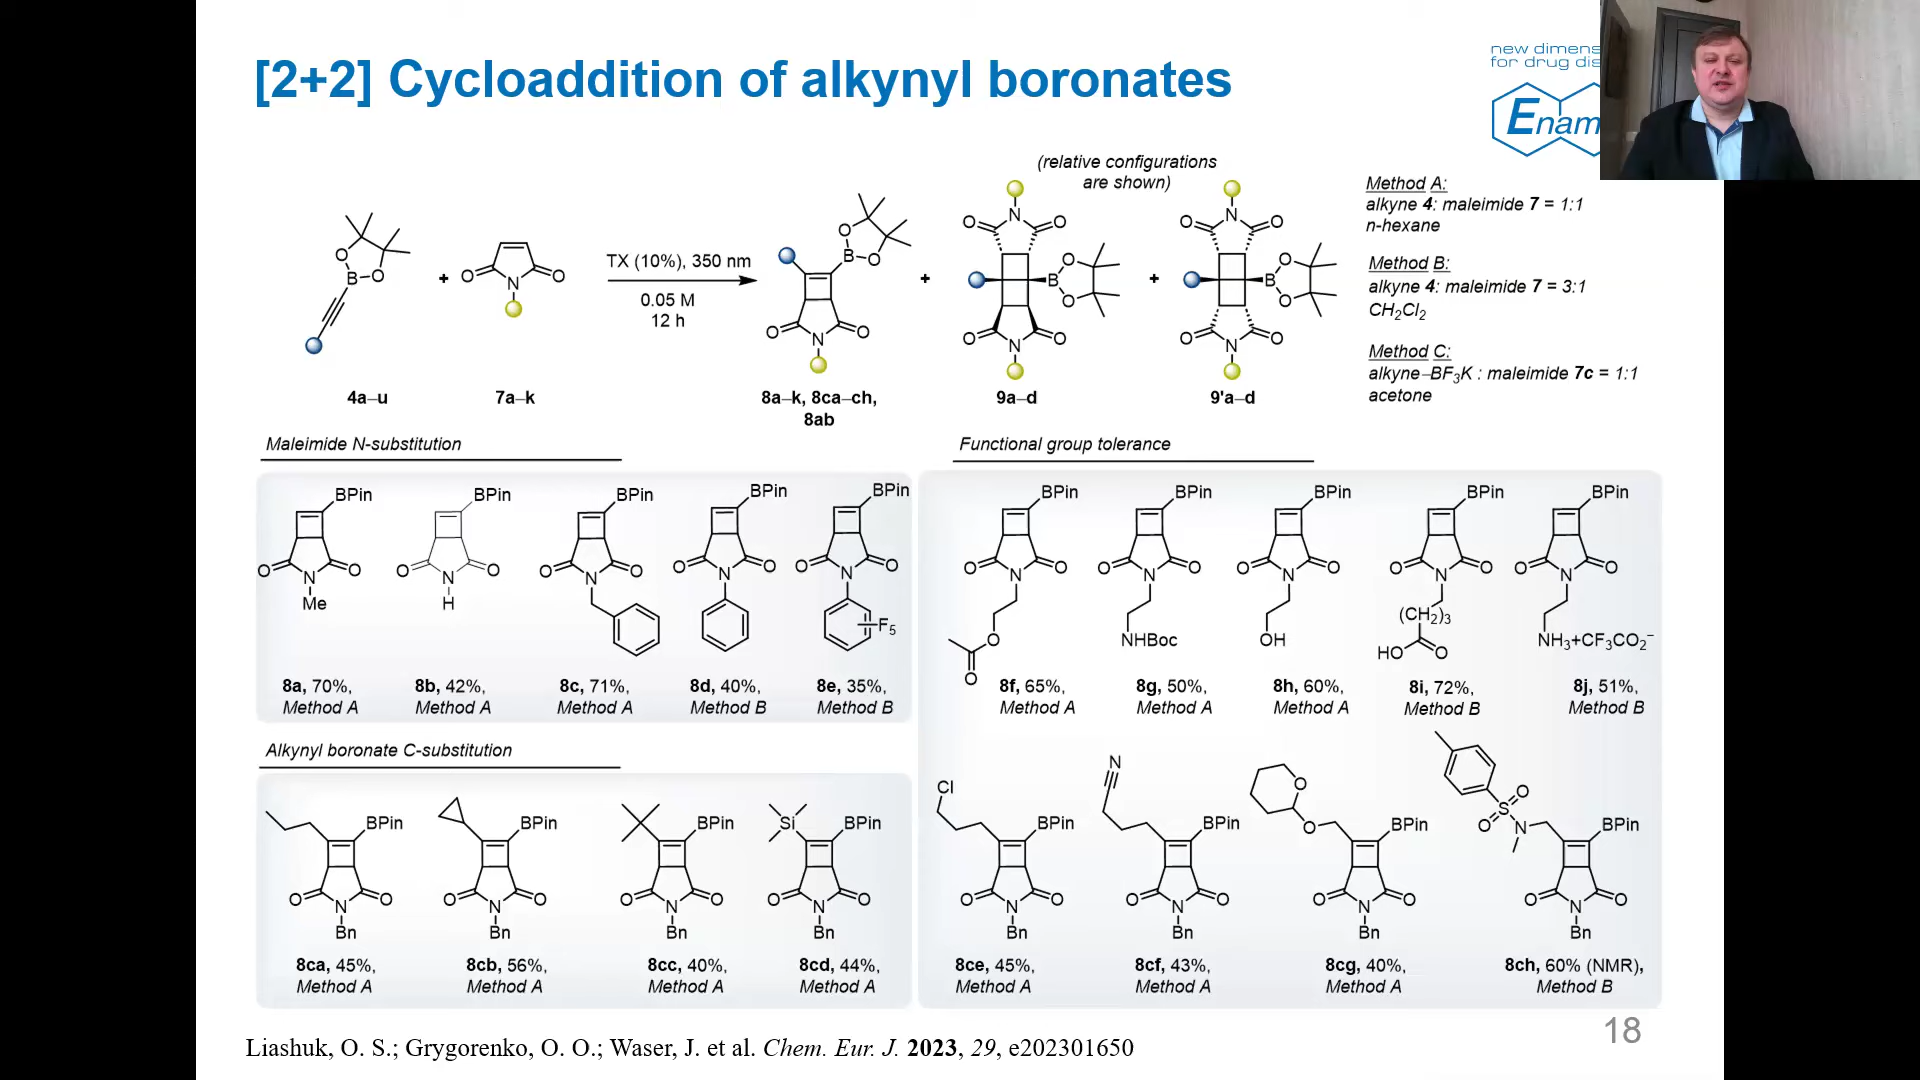 [2+2] Cycloaddition of alkynyl boronates
new dimens
for drug dis
Enam
(relative configurations
are shown)
Method A:
alkyne 4: maleimide 7 = 1:1
n-hexane
Method B:
alkyne 4: maleimide 7 = 3:1
CH2Cl2
Method C:
alkyne–BF3K : maleimide 7c = 1:1
acetone
TX (10%), 350 nm
0.05 M
12 h
4a–u
7a–k
8a–k, 8ca–ch,
8ab
9a–d
9'a–d
Maleimide N-substitution
BPin BPin BPin BPin BPin
O N O O N O O N O O N O O N O
Me H F5
8a, 70%, 8b, 42%, 8c, 71%, 8d, 40%, 8e, 35%,
Method A Method A Method A Method B Method B
Alkynyl boronate C-substitution
Si
BPin BPin BPin BPin
O N O O N O O N O O N O
Bn Bn Bn Bn
8ca, 45%, 8cb, 56%, 8cc, 40%, 8cd, 44%,
Method A Method A Method A Method A
Functional group tolerance
BPin BPin BPin BPin BPin
O N O O N O O N O O N O O N O
(CH2)3
O NHBoc OH HO O NH3+CF3CO2−
O
8f, 65%, 8g, 50%, 8h, 60%, 8i, 72%, 8j, 51%,
Method A Method A Method A Method B Method B
Cl N O O S O N
O
BPin BPin BPin BPin
O N O O N O O N O O N O
Bn Bn Bn Bn
8ce, 45%, 8cf, 43%, 8cg, 40%, 8ch, 60% (NMR),
Method A Method A Method A Method B
18
Liashuk, O. S.; Grygorenko, O. O.; Waser, J. et al. Chem. Eur. J. 2023, 29, e202301650